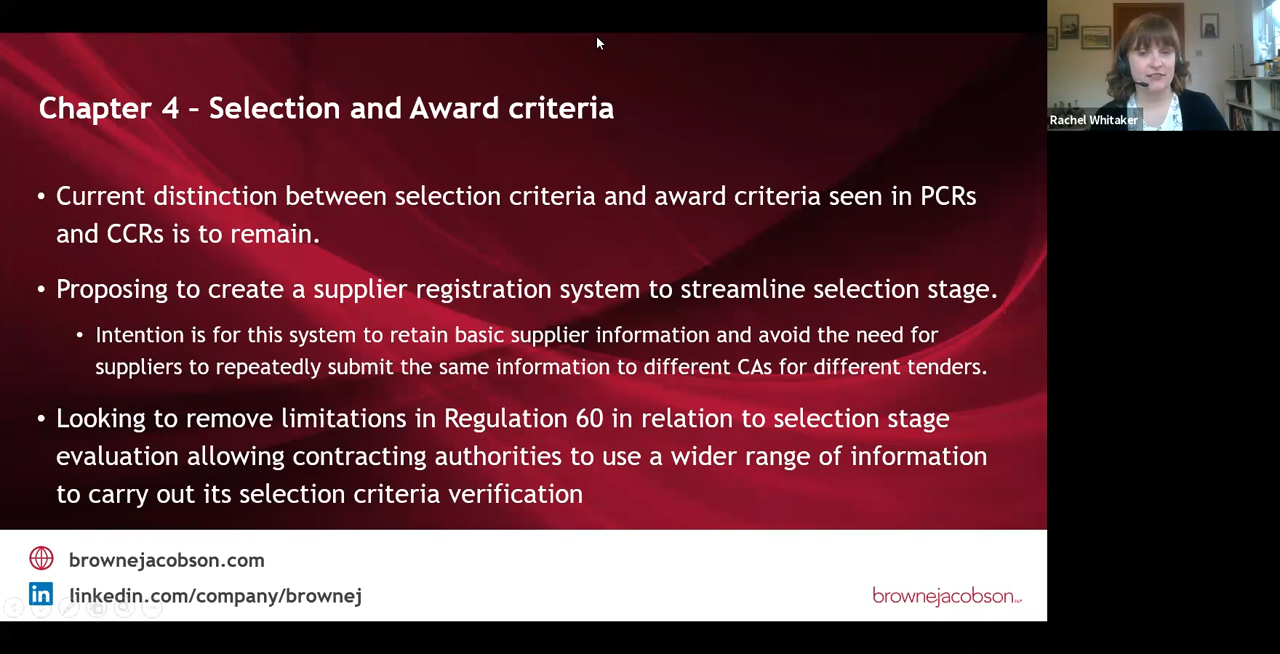 Chapter 4 – Selection and Award criteria
Rachel Whitaker
• Current distinction between selection criteria and award criteria seen in PCRs
and CCRs is to remain.
• Proposing to create a supplier registration system to streamline selection stage.
• Intention is for this system to retain basic supplier information and avoid the need for
suppliers to repeatedly submit the same information to different CAs for different tenders.
• Looking to remove limitations in Regulation 60 in relation to selection stage
evaluation allowing contracting authorities to use a wider range of information
to carry out its selection criteria verification
brownejacobson.com
in linkedin.com/company/brownej
brownejacobson LLP